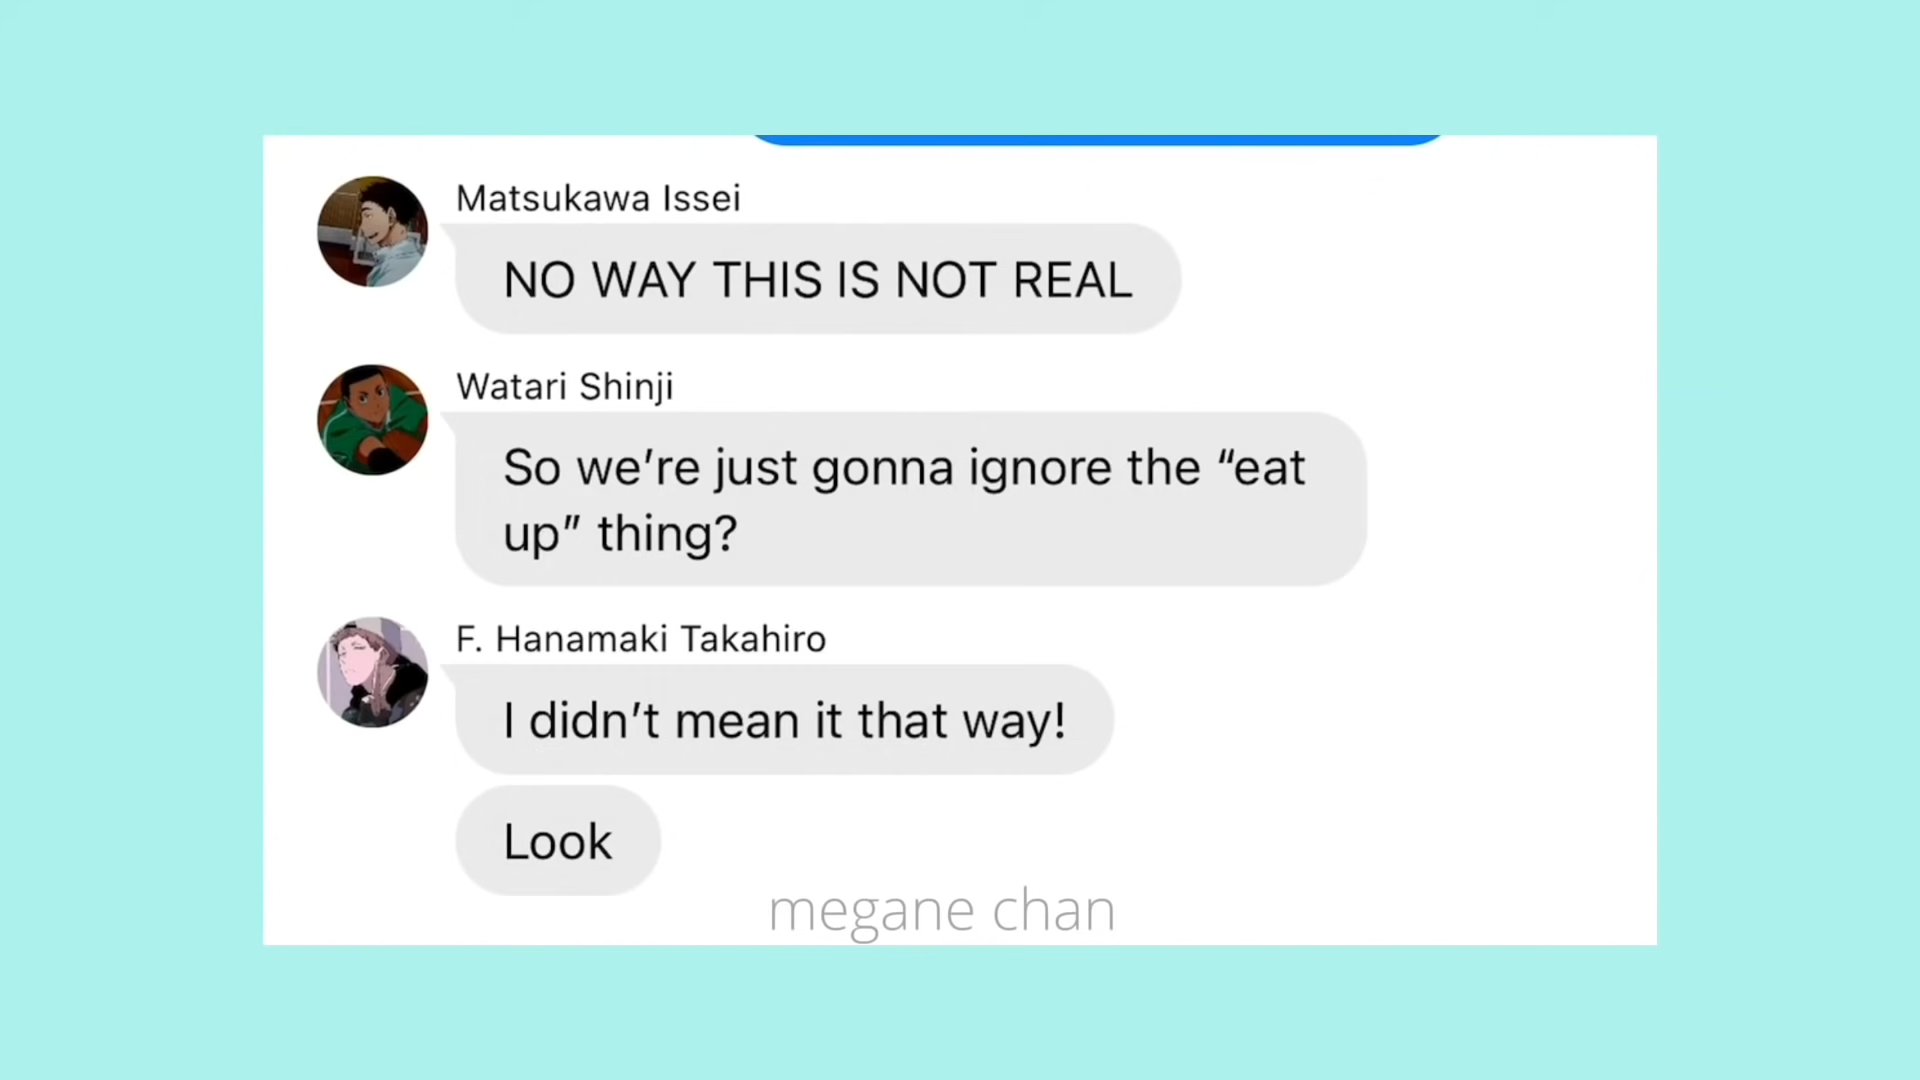 Matsukawa Issei
NO WAY THIS IS NOT REAL
Watari Shinji
So we’re just gonna ignore the “eat
up” thing?
F. Hanamaki Takahiro
I didn’t mean it that way!
Look
megane chan